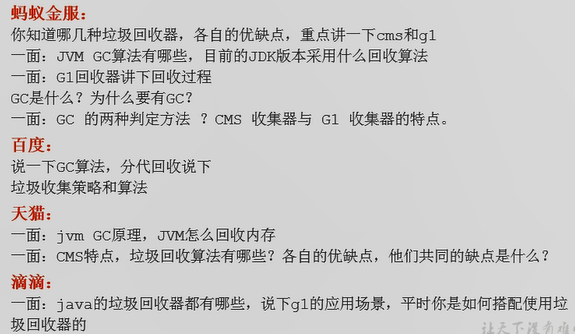 蚂蚁金服：
你知道哪几种垃圾回收器，各自的优缺点，重点讲一下cms和g1
一面：JVM GC算法有哪些，目前的JDK版本采用什么回收算法
一面：G1回收器讲下回收过程
GC是什么？为什么要有GC？
一面：GC 的两种判定方法 ？CMS 收集器与 G1 收集器的特点。
百度：
说一下GC算法，分代回收说下
垃圾收集策略和算法
天猫：
一面：jvm GC原理，JVM怎么回收内存
一面：CMS特点，垃圾回收算法有哪些？各自的优缺点，他们共同的缺点是什么？
滴滴：
一面：java的垃圾回收器都有哪些，说下g1的应用场景，平时你是如何搭配使用垃
圾回收器的
让天下没有难